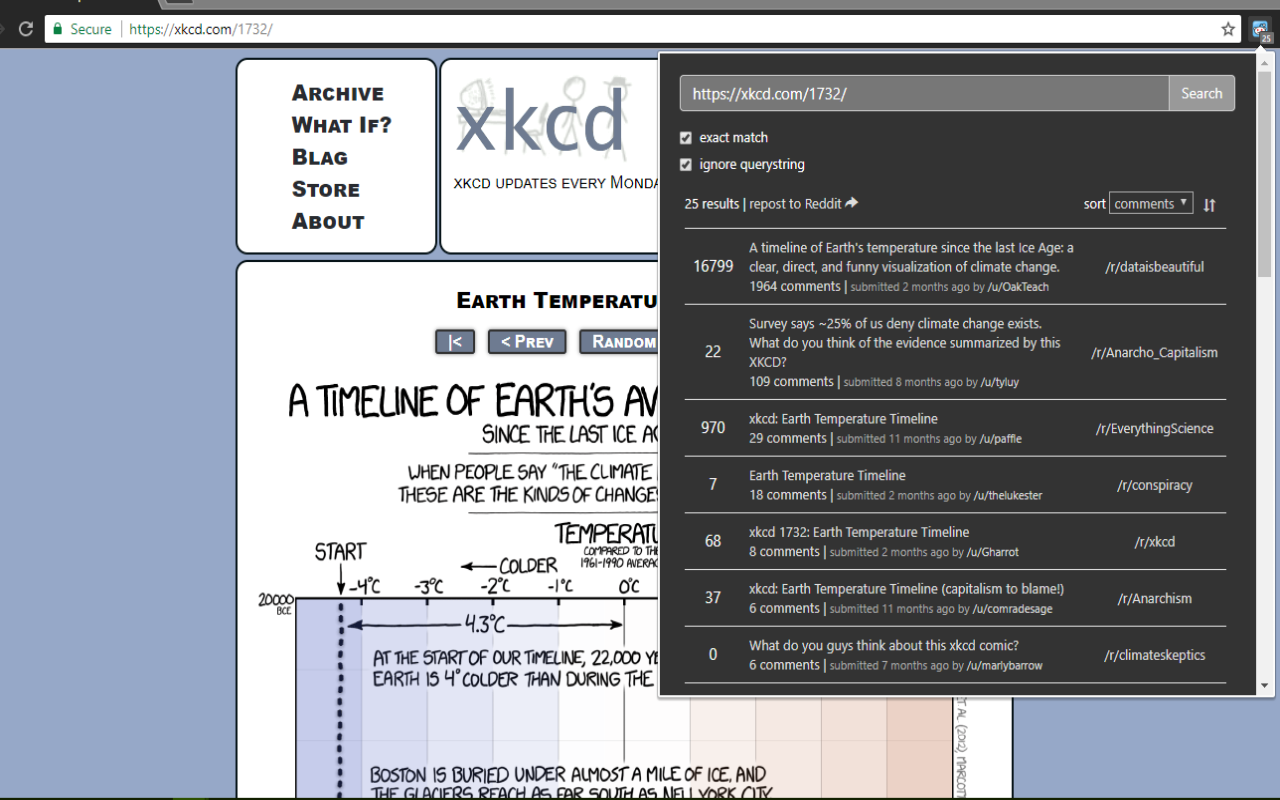 Secure https://xkcd.com/1732/
25
Archive
What If?
Blag
Store
About
xkcd
xkcd updates every Monda
Earth Temperatu
|<
< Prev
Random
A TIMELINE OF EARTH'S AV
SINCE THE LAST ICE AG
WHEN PEOPLE SAY "THE CLIMATE
THESE ARE THE KINDS OF CHANGES
TEMPERATU
COMPARED TO THE
1961-1990 AVERAG
START
COLDER
-4°C -3°C -2°C -1°C 0°C
20000
BCE
4.3°C
AT THE START OF OUR TIMELINE, 22,000 YE
EARTH IS 4° COLDER THAN DURING THE
BOSTON IS BURIED UNDER ALMOST A MILE OF ICE, AND
THE GLACIERS REACH AS FAR SOUTH AS NEW YORK CITY
ET AL. (2012), MARCOTT
https://xkcd.com/1732/ Search
exact match
ignore querystring
25 results | repost to Reddit sort comments
16799
A timeline of Earth's temperature since the last Ice Age: a
clear, direct, and funny visualization of climate change.
1964 comments | submitted 2 months ago by /u/OakTeach
/r/dataisbeautiful
22
Survey says ~25% of us deny climate change exists.
What do you think of the evidence summarized by this
XKCD?
109 comments | submitted 8 months ago by /u/tyluy
/r/Anarcho_Capitalism
970
xkcd: Earth Temperature Timeline
29 comments | submitted 11 months ago by /u/paffle
/r/EverythingScience
7
Earth Temperature Timeline
18 comments | submitted 2 months ago by /u/thelukester
/r/conspiracy
68
xkcd 1732: Earth Temperature Timeline
8 comments | submitted 2 months ago by /u/Gharrot
/r/xkcd
37
xkcd: Earth Temperature Timeline (capitalism to blame!)
6 comments | submitted 11 months ago by /u/comradesage
/r/Anarchism
0
What do you guys think about this xkcd comic?
6 comments | submitted 7 months ago by /u/marlybarrow
/r/climateskeptics